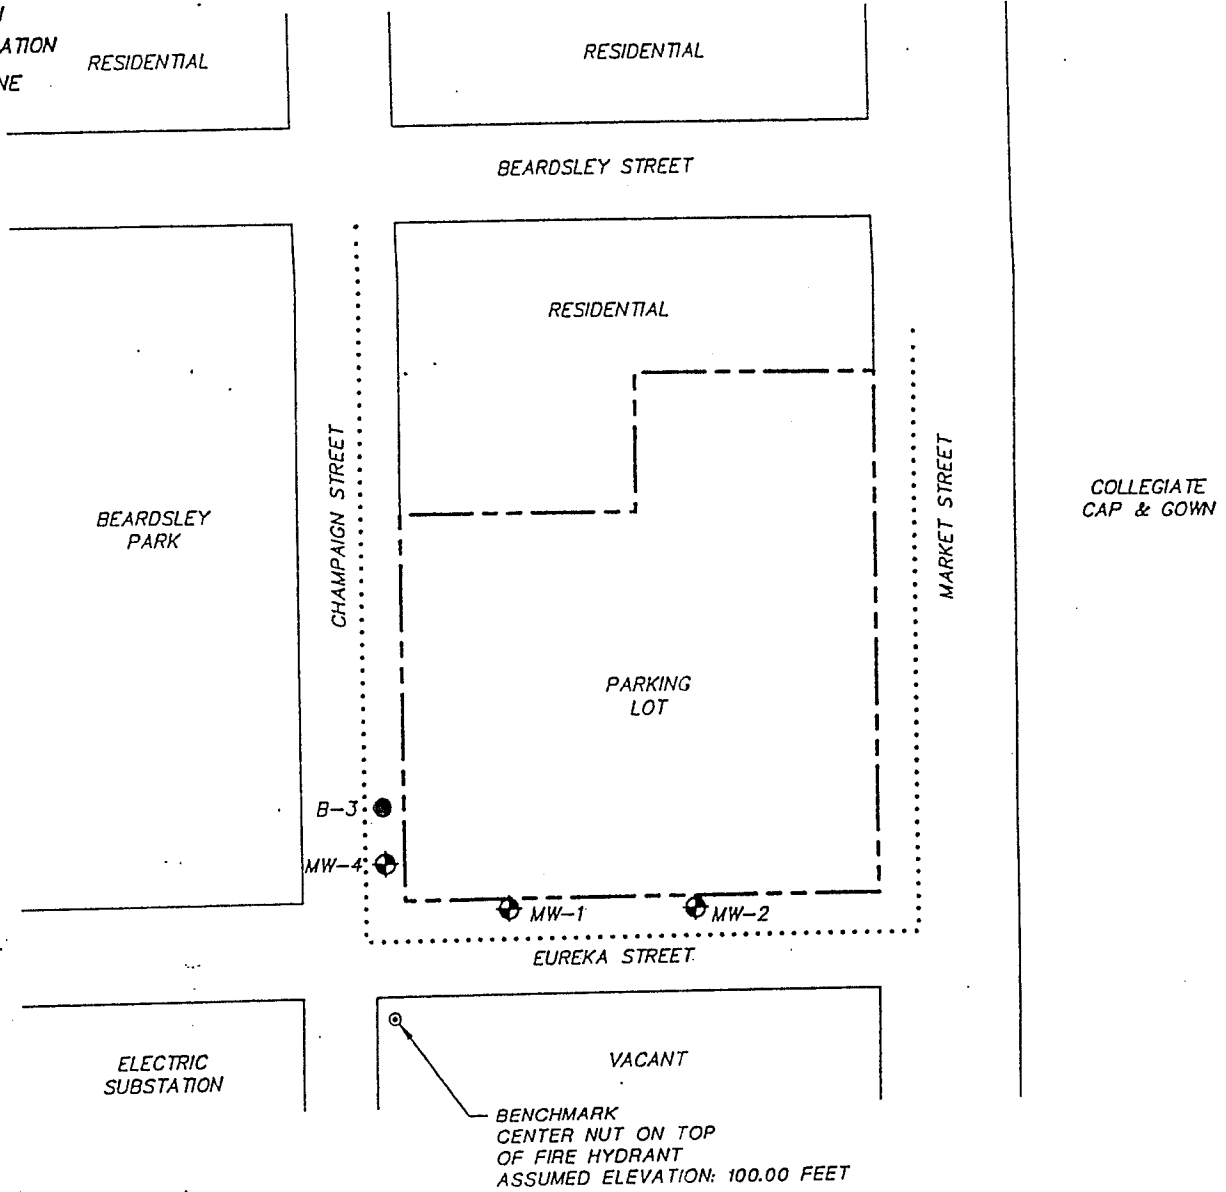 RESIDENTIAL
RESIDENTIAL
BEARDSLEY STREET
RESIDENTIAL
CHAMPAIGN STREET
MARKET STREET
BEARDSLEY
PARK
COLLEGIATE
CAP & GOWN
PARKING
LOT
B-3
MW-4
MW-1
MW-2
EUREKA STREET
ELECTRIC
SUBSTATION
VACANT
BENCHMARK
CENTER NUT ON TOP
OF FIRE HYDRANT
ASSUMED ELEVATION: 100.00 FEET